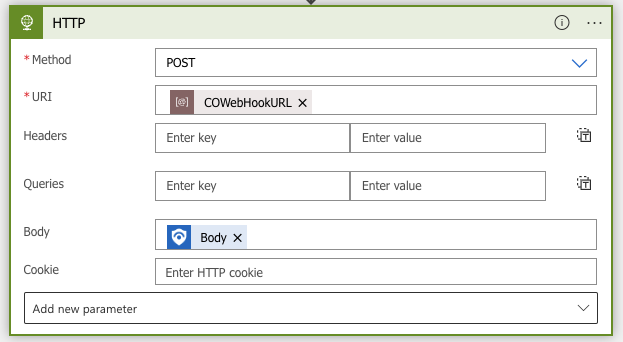 HTTP
* Method
POST
* URI
[@] COWebHookURL ×
Headers
Enter key
Enter value
T
Queries
Enter key
Enter value
T
Body
Body ×
Cookie
Enter HTTP cookie
Add new parameter